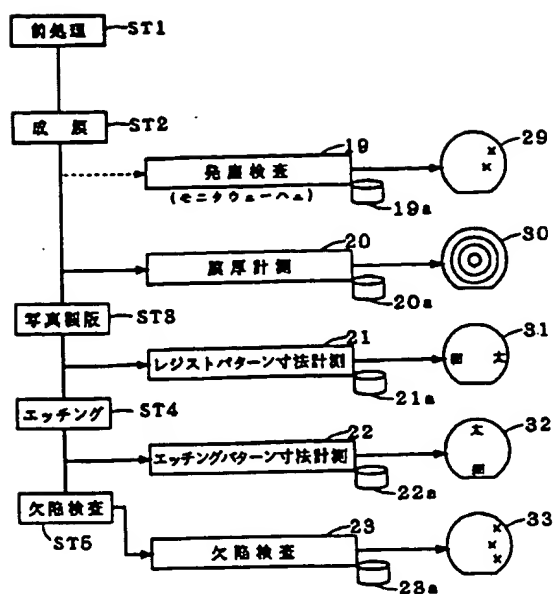 前処理
ST1
成膜
ST2
19
29
発塵検査
(モニタウェーハ)
19a
20
30
膜厚計測
20a
写真製版
ST3
21
31
レジストパターン寸法計測
細 太
21a
エッチング
ST4
22
32
太
エッチングパターン寸法計測
細
22a
欠陥検査
23
33
ST5
欠陥検査
23a